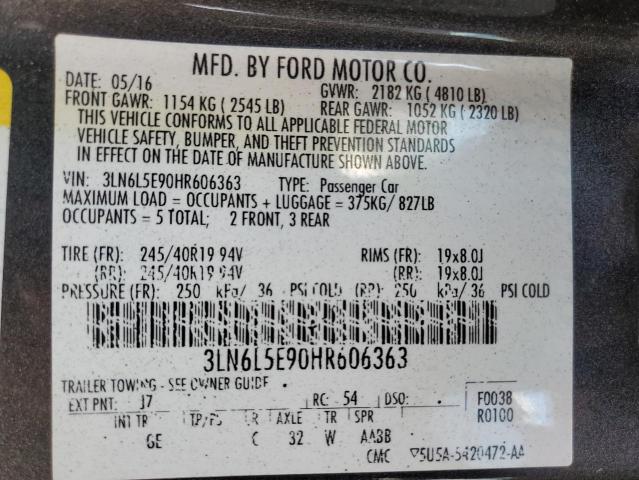 MFD. BY FORD MOTOR CO.
DATE: 05/16 GVWR: 2182 KG ( 4810 LB)
FRONT GAWR: 1154 KG ( 2545 LB) REAR GAWR: 1052 KG ( 2320 LB)
THIS VEHICLE CONFORMS TO ALL APPLICABLE FEDERAL MOTOR
VEHICLE SAFETY, BUMPER, AND THEFT PREVENTION STANDARDS
IN EFFECT ON THE DATE OF MANUFACTURE SHOWN ABOVE.
VIN: 3LN6L5E90HR606363 TYPE: Passenger Car
MAXIMUM LOAD = OCCUPANTS + LUGGAGE = 375KG/ 827LB
OCCUPANTS = 5 TOTAL; 2 FRONT, 3 REAR
TIRE (FR): 245/40R19 94V RIMS (FR): 19x8.0J
(RR): 245/40R19 94V (RR): 19x8.0J
PRESSURE (FR): 250 kPa/ 36 PSI COLD (RR): 250 kPa/ 36 PSI COLD
3LN6L5E90HR606363
TRAILER TOWING - SEE OWNER GUIDE
EXT PNT: J7 RC: 54 DSO: F0038
INT TR TP/PS R AXLE TR SPR R0100
GE C 32 W AABB
CMC 5U5A-5420472-AA